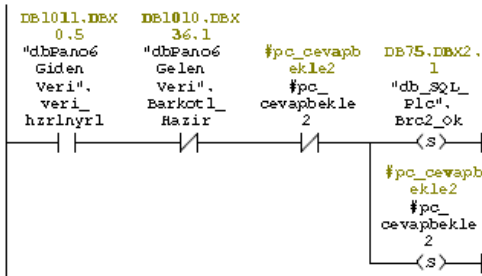 DB1011.DBX
0.5
"dbPano6
Giden
Veri".
veri_
hzrlnyrl
DB1010.DBX
36.1
"dbPano6
Gelen
Veri".
Barkotl_
Hazir
#pc_cevapb
ekle2
#pc_
cevapbekle
2
DB75.DBX2.
1
"db_SQL_
Plc".
Brc2_Ok
(S)
#pc_cevapb
ekle2
#pc_
cevapbekle
2
(S)